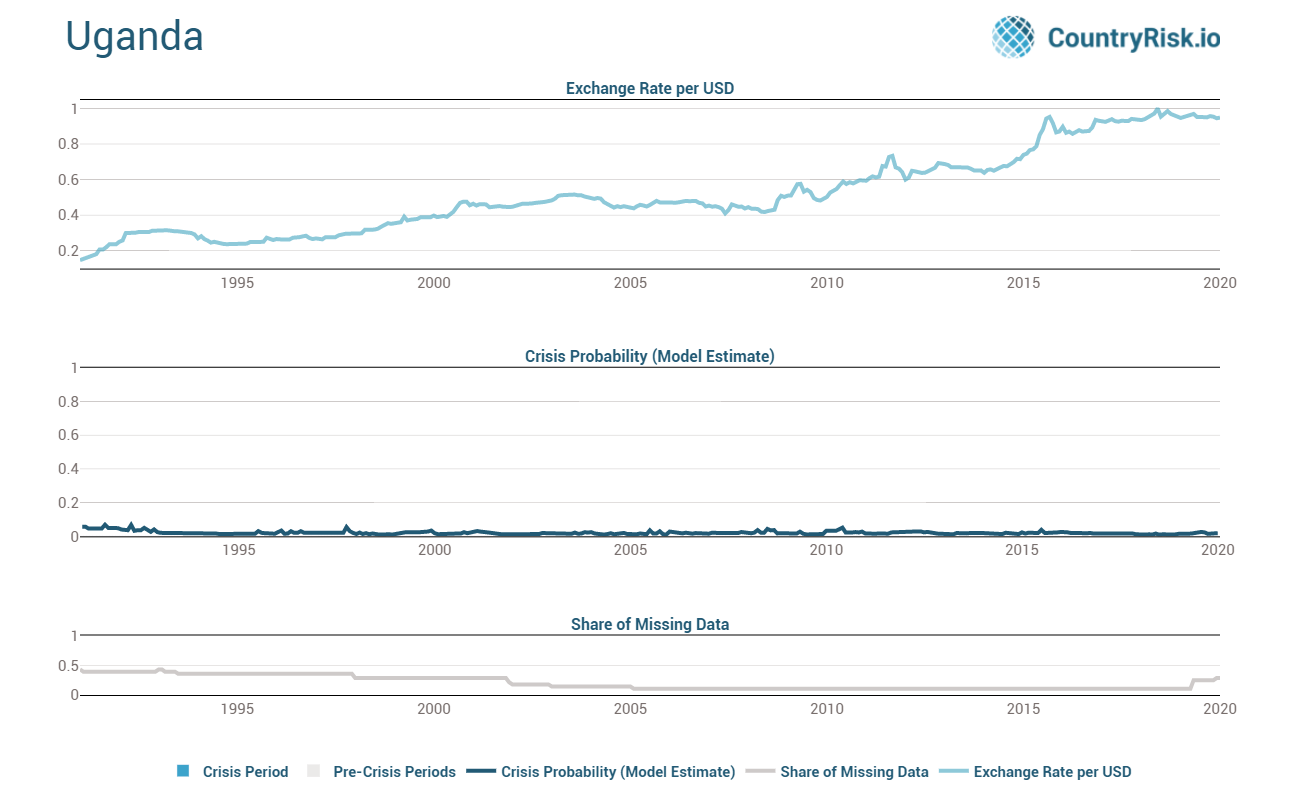 Uganda
CountryRisk.io
Exchange Rate per USD
1
0.8
0.6
0.4
0.2
1995 2000 2005 2010 2015 2020
Crisis Probability (Model Estimate)
1
0.8
0.6
0.4
0.2
0
1995 2000 2005 2010 2015 2020
Share of Missing Data
1
0.5
0
1995 2000 2005 2010 2015 2020
Crisis Period Pre-Crisis Periods Crisis Probability (Model Estimate) Share of Missing Data Exchange Rate per USD